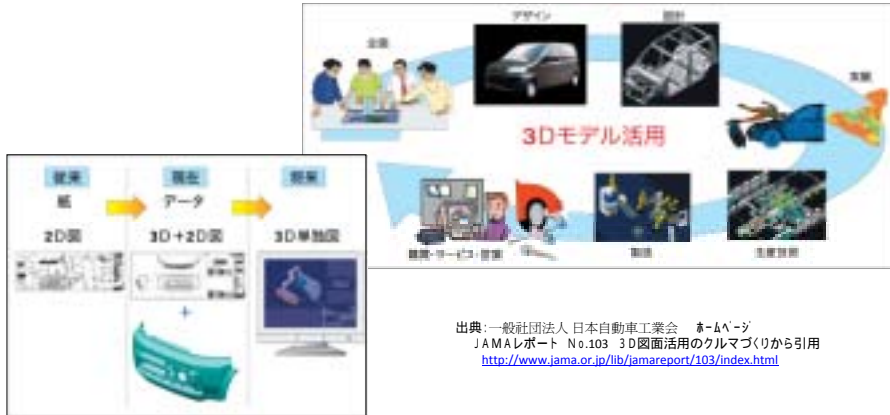 デザイン
設計
企画
実験
3Dモデル活用
購買・サービス・営業
製造
生産技術
従来
現在
将来
紙
データ
2D図
3D+2D図
3D単独図
+
出典:一般社団法人 日本自動車工業会 ホームページ
JAMAレポート No.103 3D図面活用のクルマづくりから引用
http://www.jama.or.jp/lib/jamareport/103/index.html